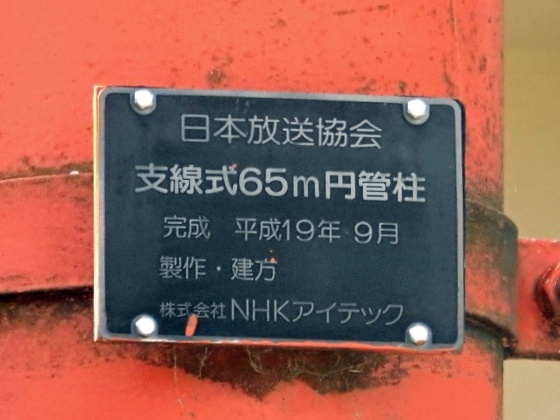 日本放送協会
支線式65m円管柱
完成 平成19年 9月
製作・建方
株式会社NHKアイテック